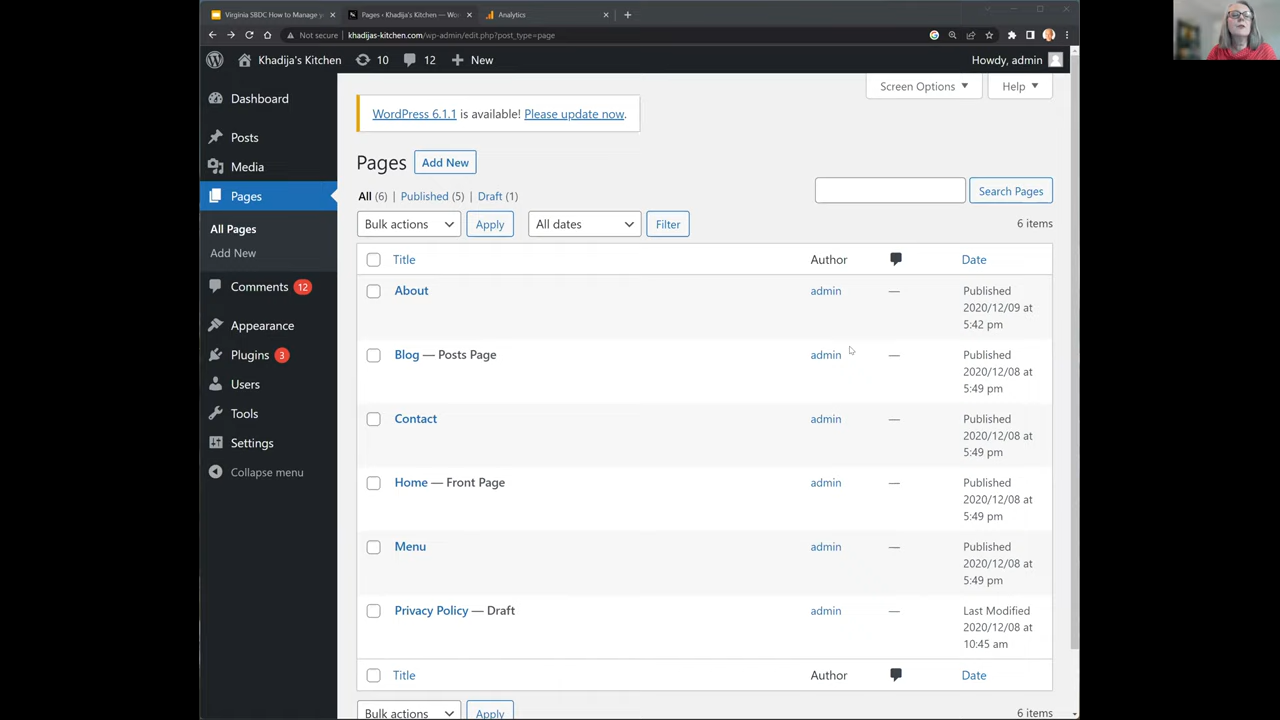 Virginia SBDC How to Manage y
Pages ‹ Khadija's Kitchen — Wor
Analytics
Not secure | khadijas-kitchen.com/wp-admin/edit.php?post_type=page
Khadija's Kitchen 10 12 New
Howdy, admin
Dashboard
Posts
Media
Pages
All Pages
Add New
Comments 12
Appearance
Plugins 3
Users
Tools
Settings
Collapse menu
Screen Options
Help
WordPress 6.1.1 is available! Please update now.
Pages Add New
All (6) | Published (5) | Draft (1)
Search Pages
Bulk actions Apply All dates Filter
6 items
Title Author Date
About admin — Published
2020/12/09 at
5:42 pm
Blog — Posts Page admin — Published
2020/12/08 at
5:49 pm
Contact admin — Published
2020/12/08 at
5:49 pm
Home — Front Page admin — Published
2020/12/08 at
5:49 pm
Menu admin — Published
2020/12/08 at
5:49 pm
Privacy Policy — Draft admin — Last Modified
2020/12/08 at
10:45 am
Title Author Date
Bulk actions Apply
6 items